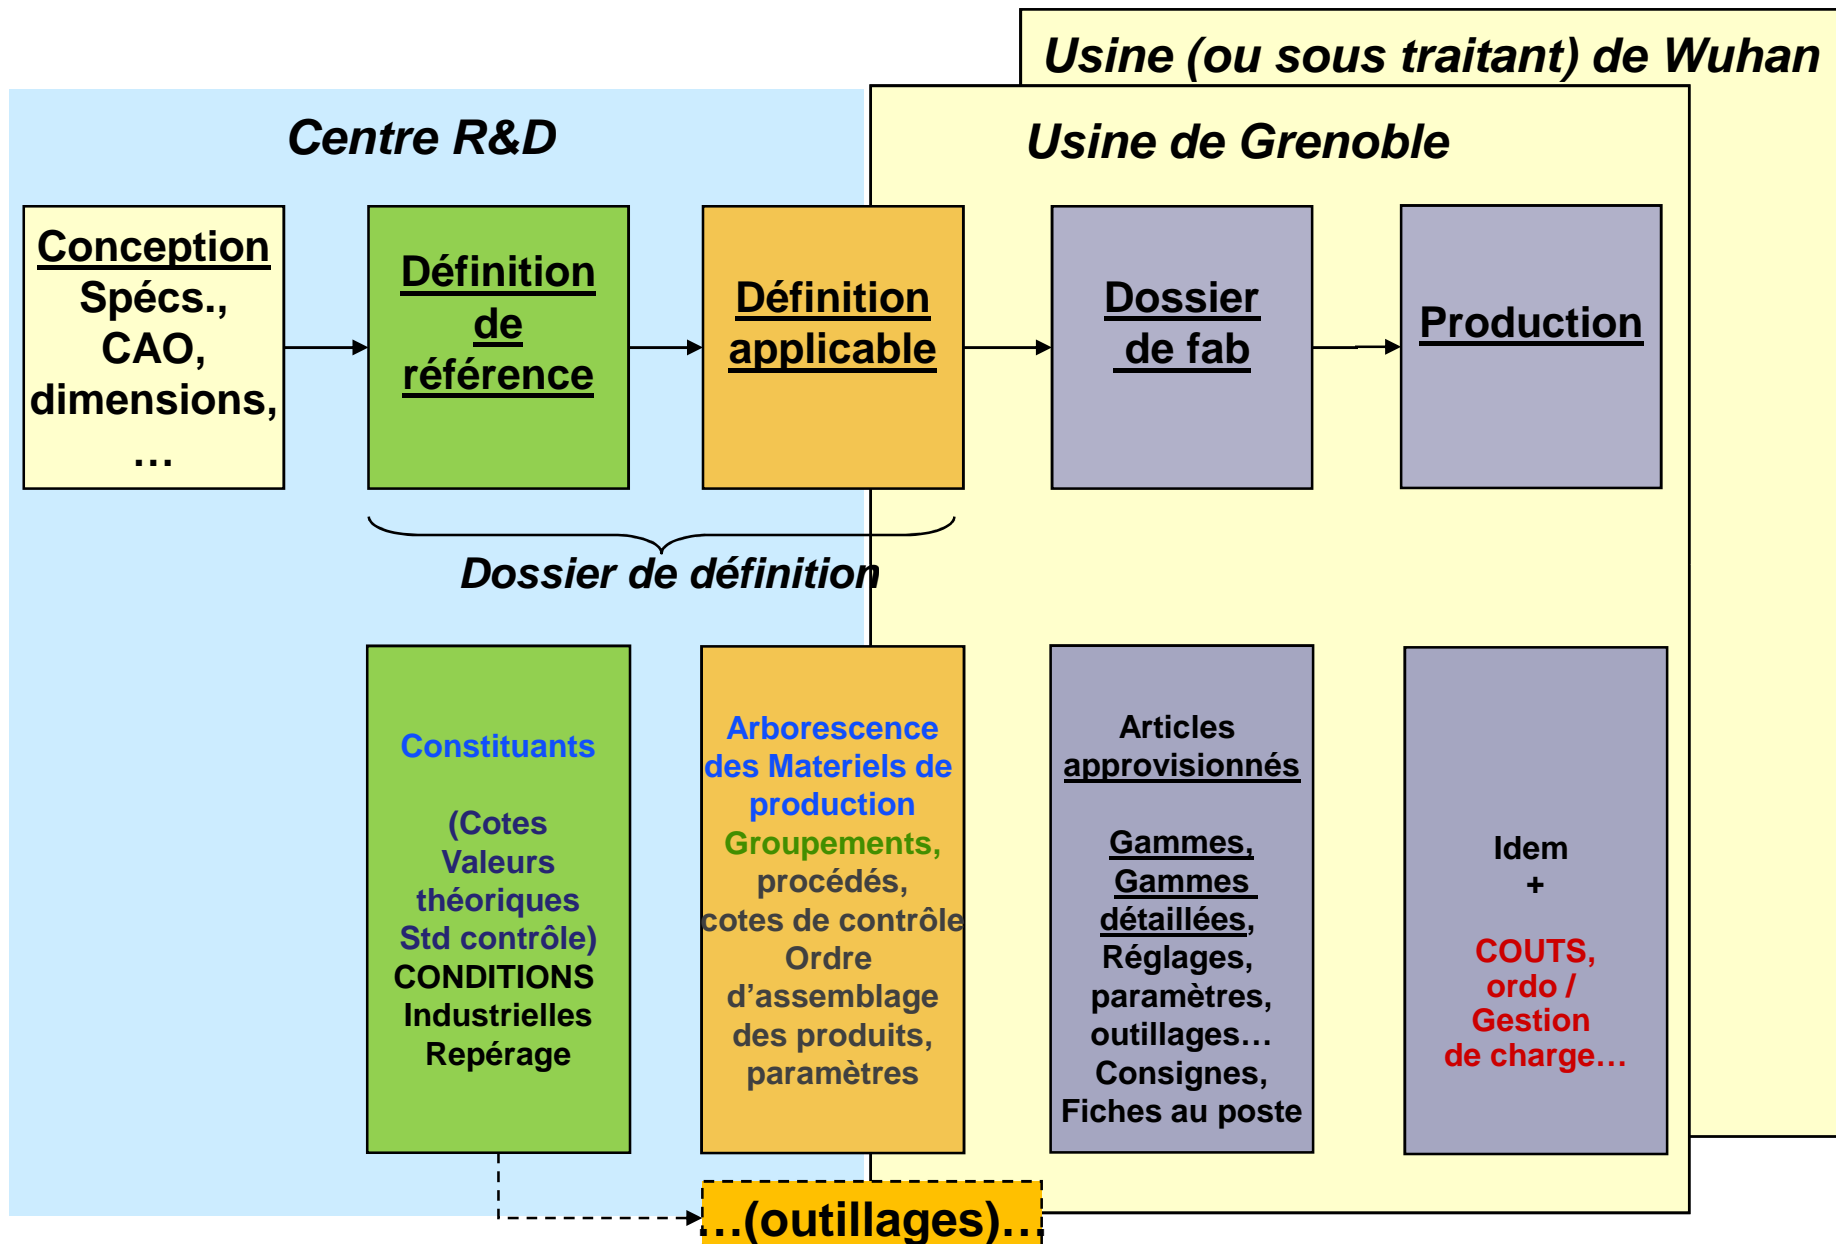 Usine (ou sous traitant) de Wuhan
Centre R&D
Usine de Grenoble
Conception
Spécs.,
CAO,
dimensions,
…
Définition
de
référence
Définition
applicable
Dossier
de fab
Production
Dossier de définition
Constituants
(Cotes
Valeurs
théoriques
Std contrôle)
CONDITIONS
Industrielles
Repérage
Arborescence
des Materiels de
production
Groupements,
procédés,
cotes de contrôle
Ordre
d’assemblage
des produits,
paramètres
Articles
approvisionnés
Gammes,
Gammes
détaillées,
Réglages,
paramètres,
outillages…
Consignes,
Fiches au poste
Idem
+
COUTS,
ordo /
Gestion
de charge…
…(outillages)…